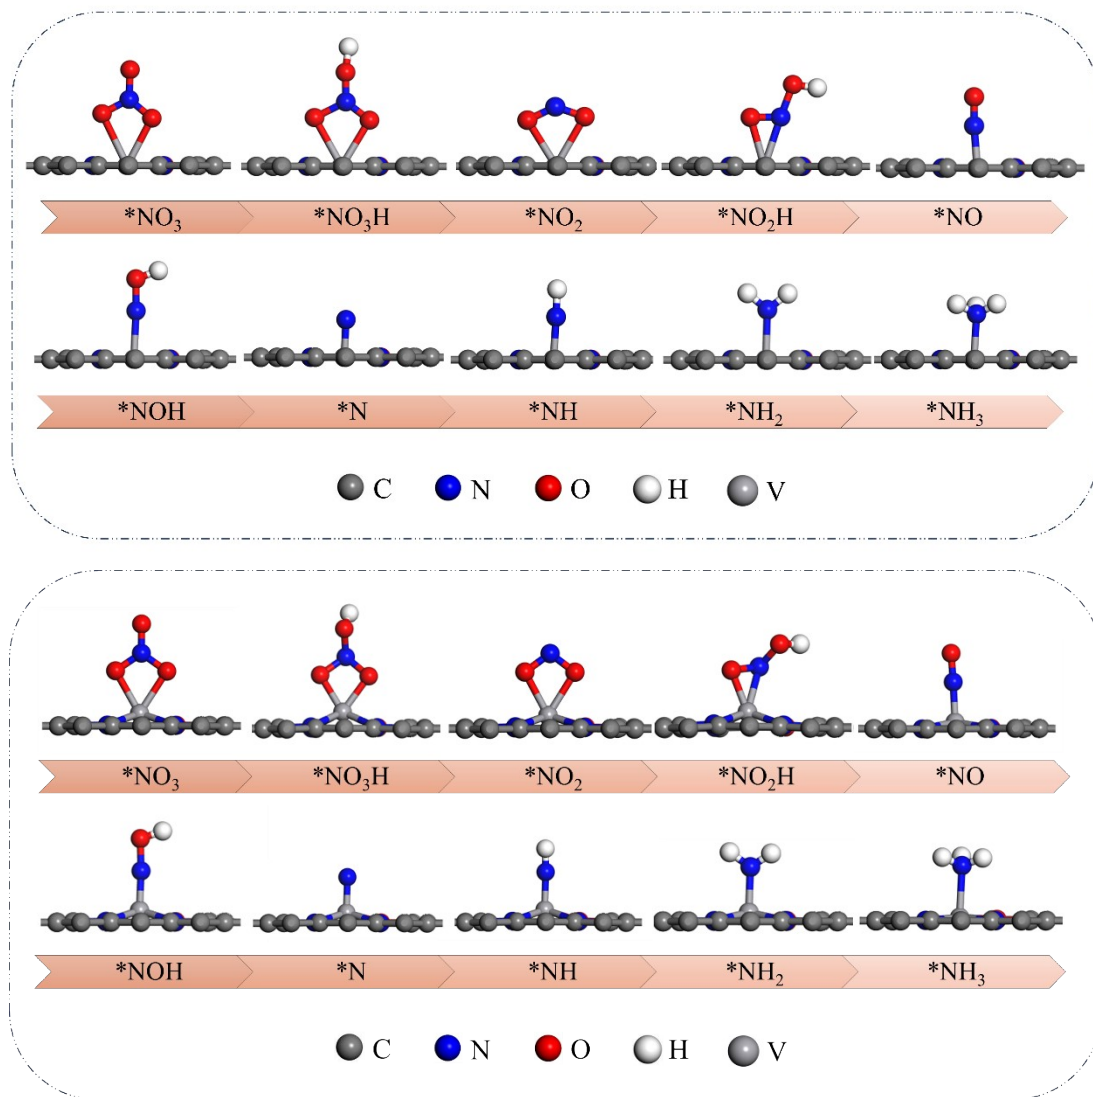 *NO₃ *NO₃H *NO₂ *NO₂H *NO
*NOH *N *NH *NH₂ *NH₃
C N O H V
*NO₃ *NO₃H *NO₂ *NO₂H *NO
*NOH *N *NH *NH₂ *NH₃
C N O H V